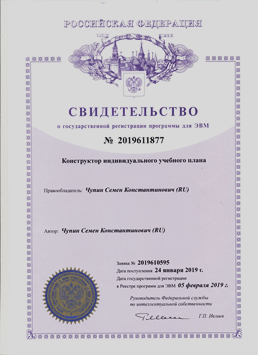 РОССИЙСКАЯ ФЕДЕРАЦИЯ
СВИДЕТЕЛЬСТВО
о государственной регистрации программы для ЭВМ
№ 2019611877
Конструктор индивидуального учебного плана
Правообладатель: Чупин Семен Константинович (RU)
Автор: Чупин Семен Константинович (RU)
Заявка № 2019610595
Дата поступления 24 января 2019 г.
Дата государственной регистрации
в Реестре программ для ЭВМ 05 февраля 2019 г.
Руководитель Федеральной службы
по интеллектуальной собственности
Г.П. Ивлиев